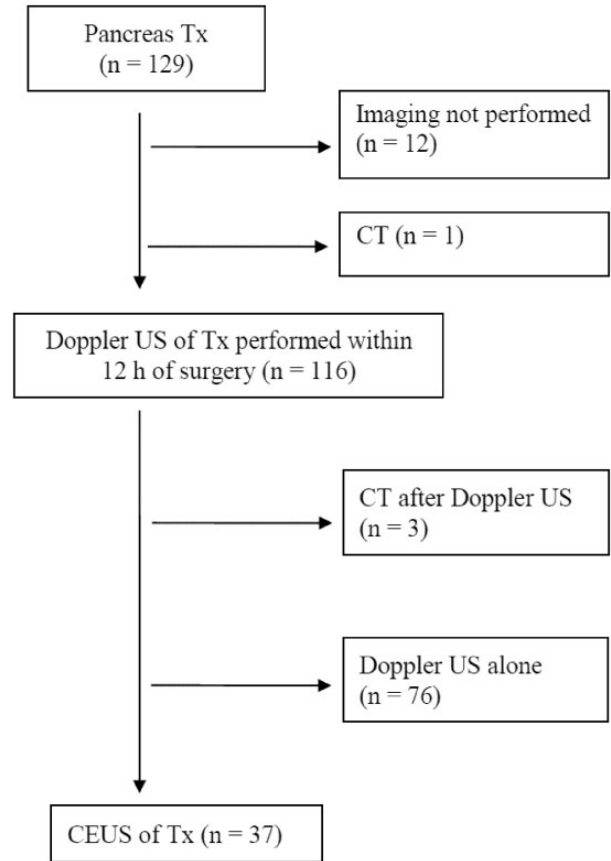 Pancreas Tx
(n = 129)
Imaging not performed
(n = 12)
CT (n = 1)
Doppler US of Tx performed within
12 h of surgery (n = 116)
CT after Doppler US
(n = 3)
Doppler US alone
(n = 76)
CEUS of Tx (n = 37)